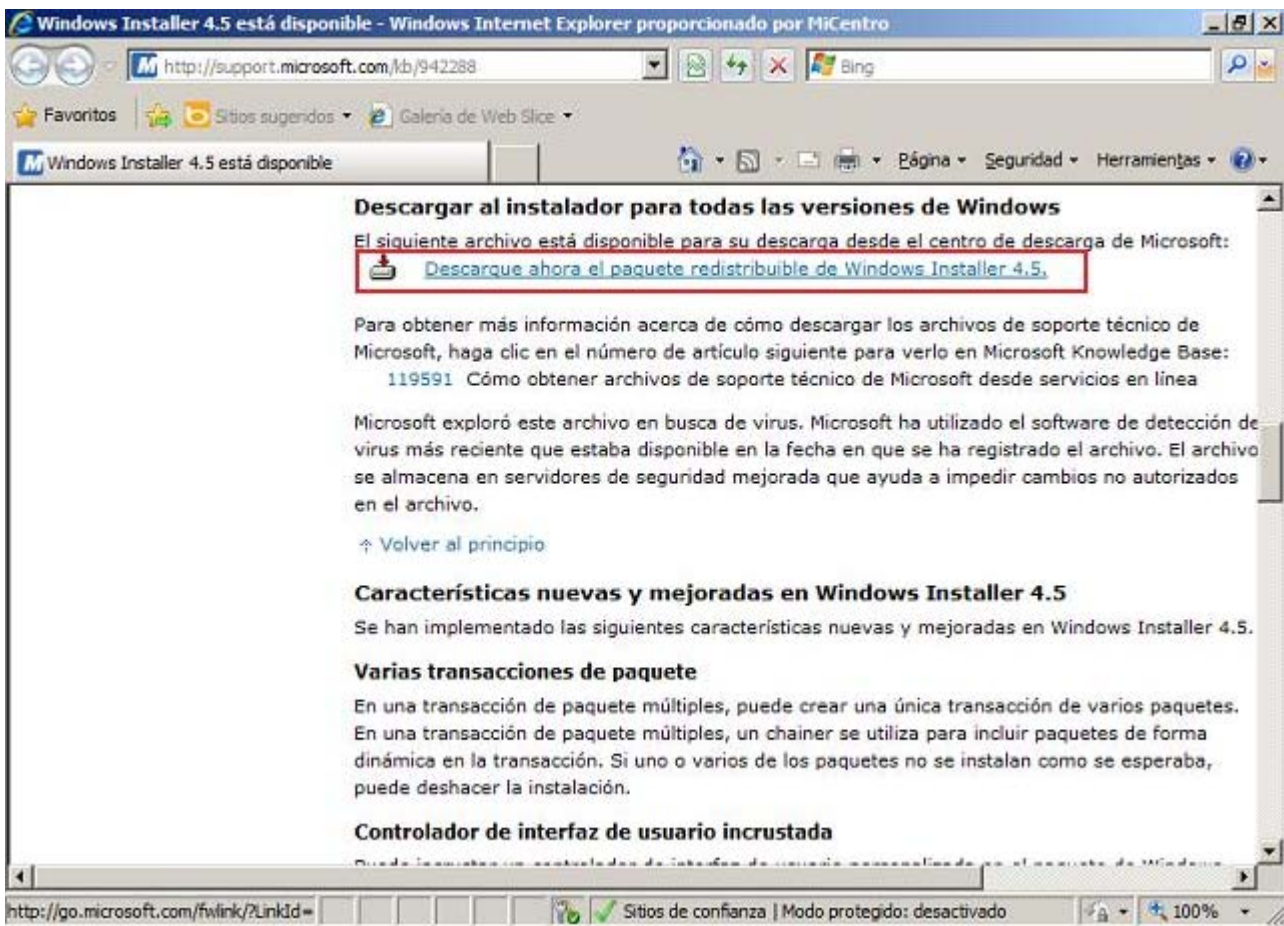 Windows Installer 4.5 está disponible - Windows Internet Explorer proporcionado por MiCentro
http://support.microsoft.com/kb/942288
Bing
Favoritos
Sitios sugeridos
Galería de Web Slice
Windows Installer 4.5 está disponible
Página
Seguridad
Herramientas
Descargar al instalador para todas las versiones de Windows
El siguiente archivo está disponible para su descarga desde el centro de descarga de Microsoft:
Descargue ahora el paquete redistribuible de Windows Installer 4.5.
Para obtener más información acerca de cómo descargar los archivos de soporte técnico de
Microsoft, haga clic en el número de artículo siguiente para verlo en Microsoft Knowledge Base:
119591 Cómo obtener archivos de soporte técnico de Microsoft desde servicios en línea
Microsoft exploró este archivo en busca de virus. Microsoft ha utilizado el software de detección de
virus más reciente que estaba disponible en la fecha en que se ha registrado el archivo. El archivo
se almacena en servidores de seguridad mejorada que ayuda a impedir cambios no autorizados
en el archivo.
Volver al principio
Características nuevas y mejoradas en Windows Installer 4.5
Se han implementado las siguientes características nuevas y mejoradas en Windows Installer 4.5.
Varias transacciones de paquete
En una transacción de paquete múltiples, puede crear una única transacción de varios paquetes.
En una transacción de paquete múltiples, un chainer se utiliza para incluir paquetes de forma
dinámica en la transacción. Si uno o varios de los paquetes no se instalan como se esperaba,
puede deshacer la instalación.
Controlador de interfaz de usuario incrustada
http://go.microsoft.com/fwlink/?LinkId=
Sitios de confianza | Modo protegido: desactivado
100%